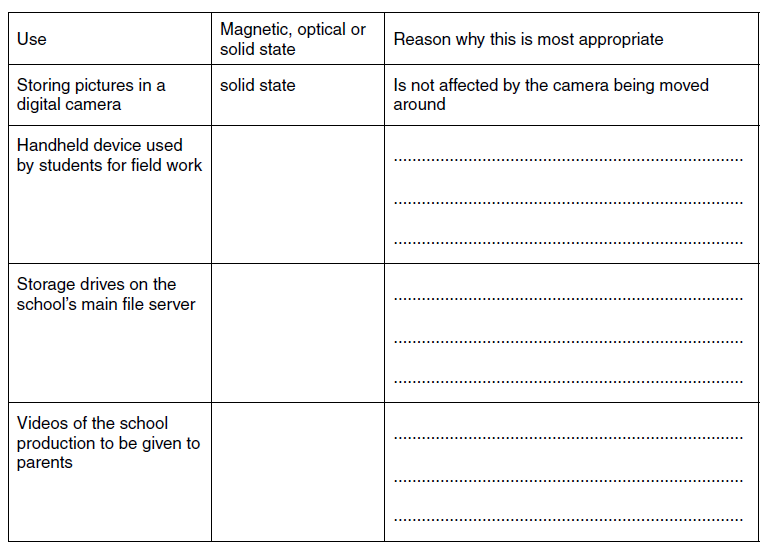 Use
Magnetic, optical or
solid state
Reason why this is most appropriate
Storing pictures in a
digital camera
solid state
Is not affected by the camera being moved
around
Handheld device used
by students for field work
..........................................................................
..........................................................................
..........................................................................
Storage drives on the
school's main file server
..........................................................................
..........................................................................
..........................................................................
Videos of the school
production to be given to
parents
..........................................................................
..........................................................................
..........................................................................